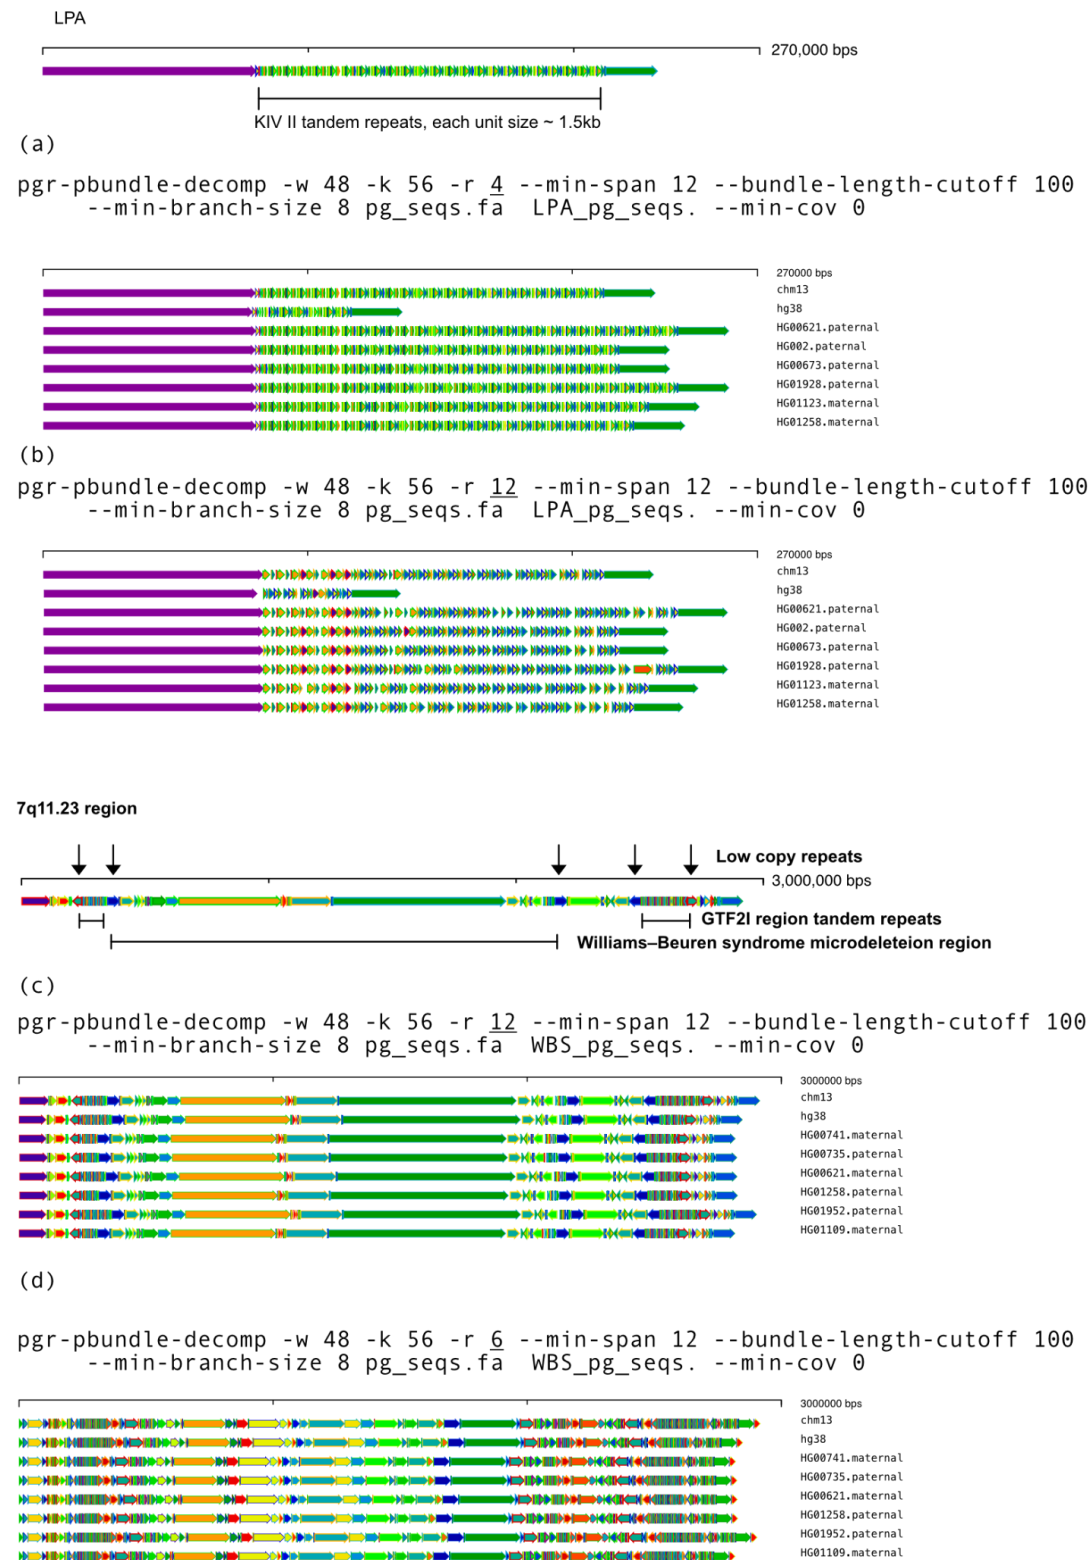 LPA
270,000 bps
KIV II tandem repeats, each unit size ~ 1.5kb
(a)
pgr-pbundle-decomp -w 48 -k 56 -r 4 --min-span 12 --bundle-length-cutoff 100
--min-branch-size 8 pg_seqs.fa LPA_pg_seqs. --min-cov 0
270000 bps
chm13
hg38
HG00621.paternal
HG002.paternal
HG00673.paternal
HG01928.paternal
HG01123.maternal
HG01258.maternal
(b)
pgr-pbundle-decomp -w 48 -k 56 -r 12 --min-span 12 --bundle-length-cutoff 100
--min-branch-size 8 pg_seqs.fa LPA_pg_seqs. --min-cov 0
270000 bps
chm13
hg38
HG00621.paternal
HG002.paternal
HG00673.paternal
HG01928.paternal
HG01123.maternal
HG01258.maternal
7q11.23 region
Low copy repeats
3,000,000 bps
GTF2I region tandem repeats
Williams–Beuren syndrome microdeleteion region
(c)
pgr-pbundle-decomp -w 48 -k 56 -r 12 --min-span 12 --bundle-length-cutoff 100
--min-branch-size 8 pg_seqs.fa WBS_pg_seqs. --min-cov 0
3000000 bps
chm13
hg38
HG00741.maternal
HG00735.paternal
HG00621.maternal
HG01258.paternal
HG01952.paternal
HG01109.maternal
(d)
pgr-pbundle-decomp -w 48 -k 56 -r 6 --min-span 12 --bundle-length-cutoff 100
--min-branch-size 8 pg_seqs.fa WBS_pg_seqs. --min-cov 0
3000000 bps
chm13
hg38
HG00741.maternal
HG00735.paternal
HG00621.maternal
HG01258.paternal
HG01952.paternal
HG01109.maternal